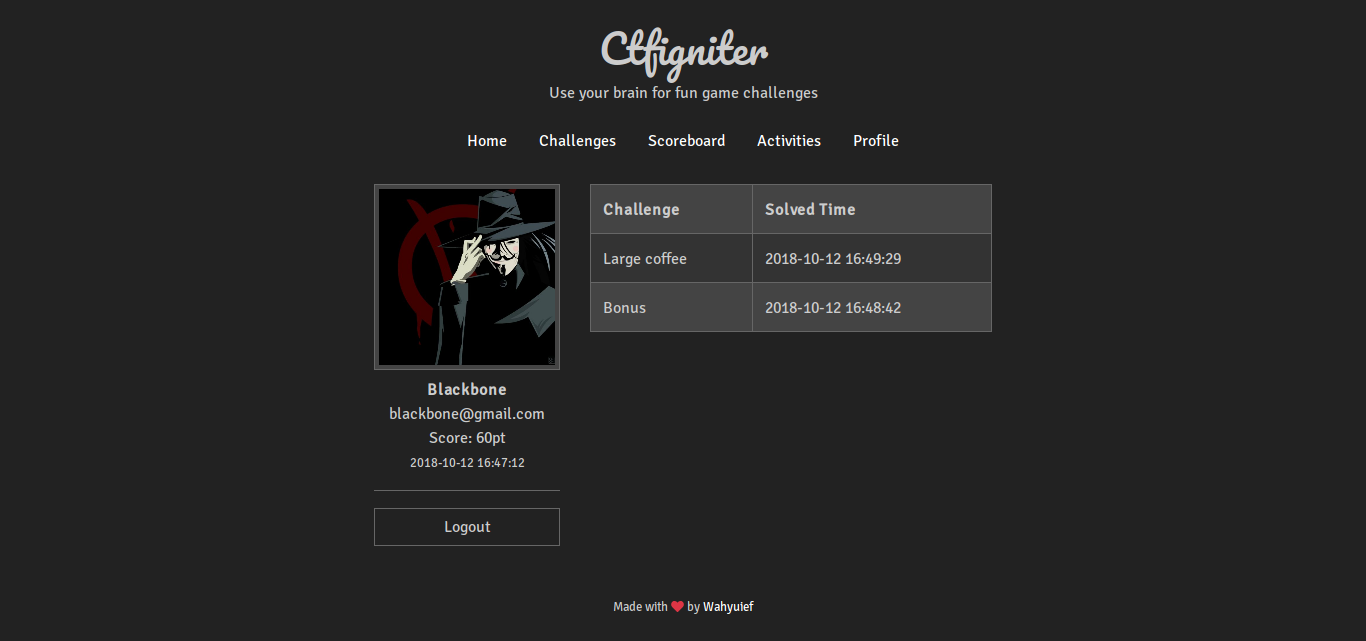 Ctfigniter
Use your brain for fun game challenges
Home Challenges Scoreboard Activities Profile
Blackbone
blackbone@gmail.com
Score: 60pt
2018-10-12 16:47:12
Logout
Challenge Solved Time
Large coffee 2018-10-12 16:49:29
Bonus 2018-10-12 16:48:42
Made with ❤ by Wahyuief